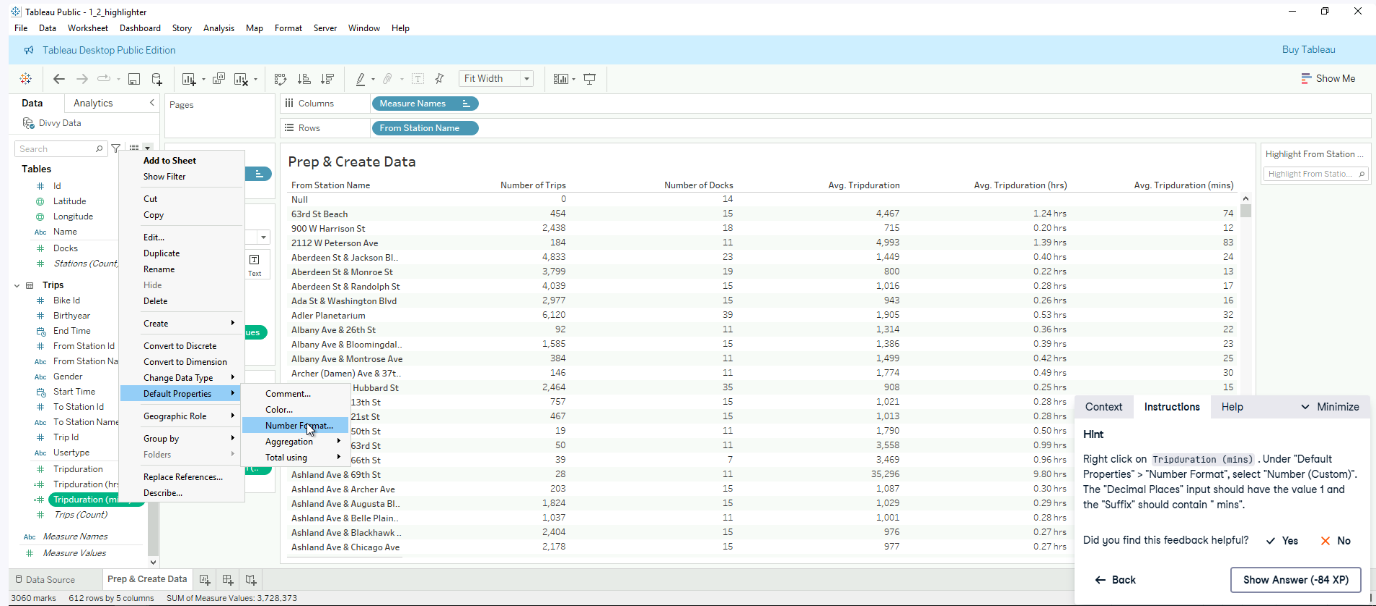 Tableau Public - 1_2_highlighter
File Data Worksheet Dashboard Story Analysis Map Format Server Window Help
Tableau Desktop Public Edition Buy Tableau
Fit Width Show Me
Data Analytics Pages Columns Measure Names
Divvy Data Rows From Station Name
Search
Tables
Id
Latitude
Longitude
Abc Name
Docks
Stations (Count)
Trips
Bike Id
Birthyear
End Time
From Station Id
Abc From Station Na
Abc Gender
Start Time
To Station Id
Abc To Station Name
Trip Id
Abc Usertype
Tripduration
Tripduration (hrs
Tripduration (m
Trips (Count)
Abc Measure Names
Measure Values
Add to Sheet
Show Filter
Cut
Copy
Edit...
Duplicate
Rename
Hide
Delete
Create
Convert to Discrete
Convert to Dimension
Change Data Type
Default Properties
Geographic Role
Group by
Folders
Replace References...
Describe...
Text
ues
Comment...
Color...
Number Format...
Aggregation
Total using
Prep & Create Data
From Station Name Number of Trips Number of Docks Avg. Tripduration Avg. Tripduration (hrs) Avg. Tripduration (mins)
Null 0 14
63rd St Beach 454 15 4,467 1.24 hrs 74
900 W Harrison St 2,438 18 715 0.20 hrs 12
2112 W Peterson Ave 184 11 4,993 1.39 hrs 83
Aberdeen St & Jackson Bl.. 4,833 23 1,449 0.40 hrs 24
Aberdeen St & Monroe St 3,799 19 800 0.22 hrs 13
Aberdeen St & Randolph St 4,039 15 1,016 0.28 hrs 17
Ada St & Washington Blvd 2,977 15 943 0.26 hrs 16
Adler Planetarium 6,120 39 1,905 0.53 hrs 32
Albany Ave & 26th St 92 11 1,314 0.36 hrs 22
Albany Ave & Bloomingdal.. 1,585 15 1,386 0.39 hrs 23
Albany Ave & Montrose Ave 384 11 1,499 0.42 hrs 25
Archer (Damen) Ave & 37t.. 146 11 1,774 0.49 hrs 30
Hubbard St 2,464 35 908 0.25 hrs 15
13th St 757 15 1,021 0.28 hrs
21st St 467 15 1,013 0.28 hrs
50th St 19 11 1,790 0.50 hrs
63rd St 50 11 3,558 0.99 hrs
66th St 39 7 3,469 0.96 hrs
Ashland Ave & 69th St 28 11 35,296 9.80 hrs
Ashland Ave & Archer Ave 203 15 1,087 0.30 hrs
Ashland Ave & Augusta Bl.. 1,824 15 1,029 0.29 hrs
Ashland Ave & Belle Plain.. 1,037 11 1,001 0.28 hrs
Ashland Ave & Blackhawk .. 2,404 15 976 0.27 hrs
Ashland Ave & Chicago Ave 2,178 15 977 0.27 hrs
Highlight From Station ...
Highlight From Statio...
Context Instructions Help Minimize
Hint
Right click on Tripduration (mins) . Under "Default
Properties" > "Number Format", select "Number (Custom)".
The "Decimal Places" input should have the value 1 and
the "Suffix" should contain " mins".
Did you find this feedback helpful? Yes No
Back Show Answer (-84 XP)
Data Source Prep & Create Data
3060 marks 612 rows by 5 columns SUM of Measure Values: 3,728,373